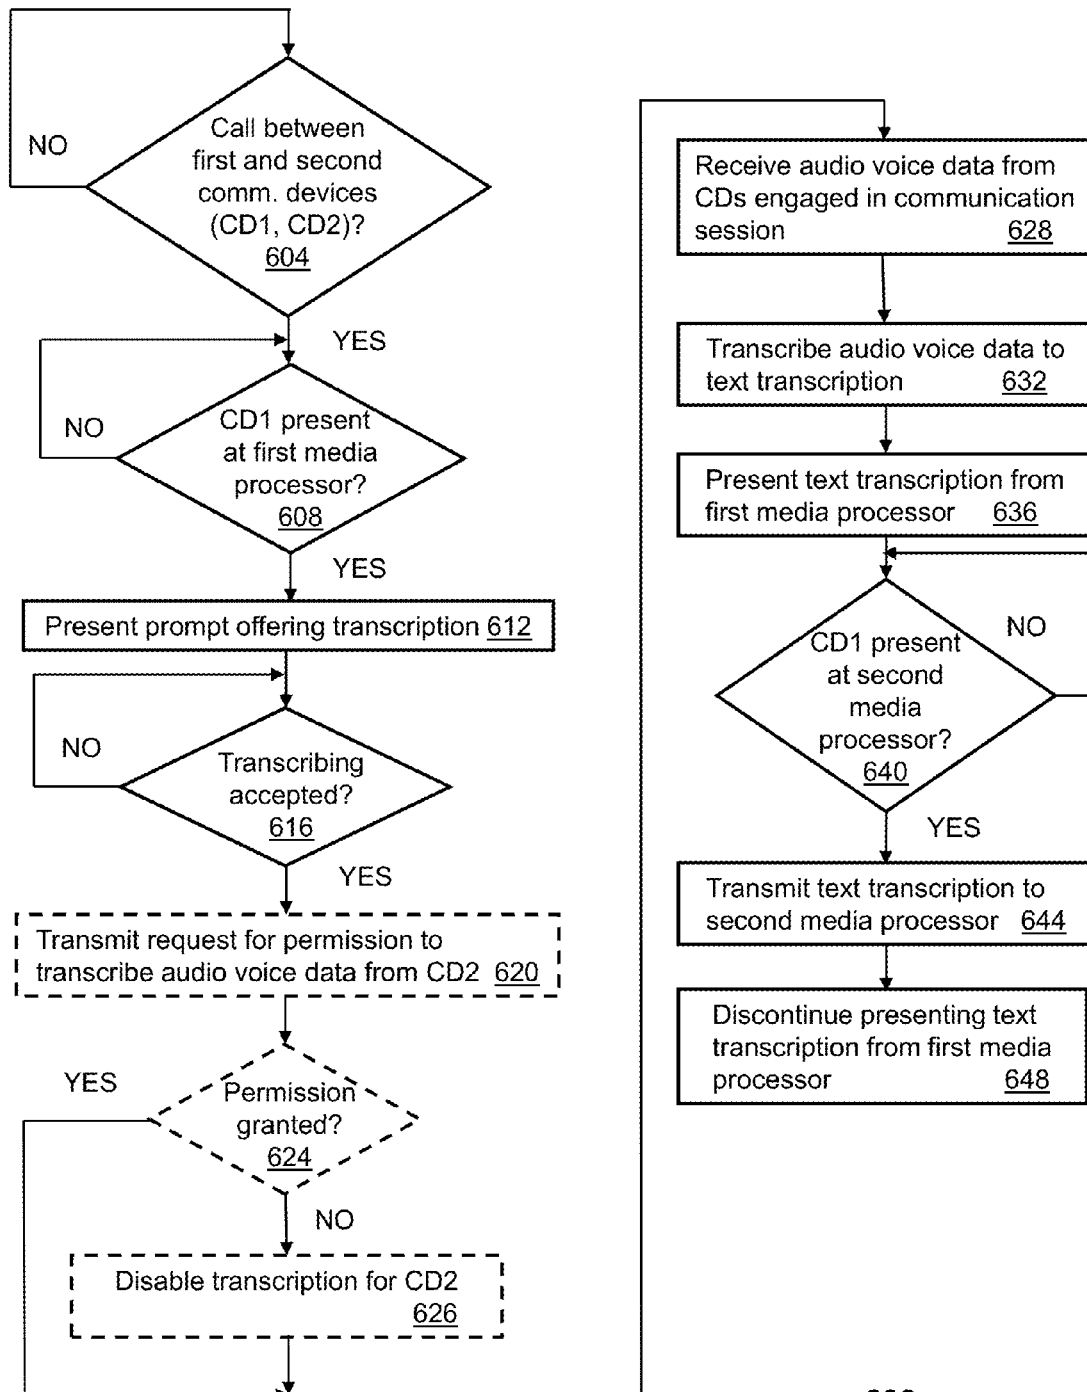 Call between
first and second
comm. devices
(CD1, CD2)?
604
NO
YES
CD1 present
at first media
processor?
608
NO
YES
Present prompt offering transcription 612
Transcribing
accepted?
616
NO
YES
Transmit request for permission to
transcribe audio voice data from CD2 620
Permission
granted?
624
YES
NO
Disable transcription for CD2
626
Receive audio voice data from
CDs engaged in communication
session 628
Transcribe audio voice data to
text transcription 632
Present text transcription from
first media processor 636
CD1 present
at second
media
processor?
640
NO
YES
Transmit text transcription to
second media processor 644
Discontinue presenting text
transcription from first media
processor 648